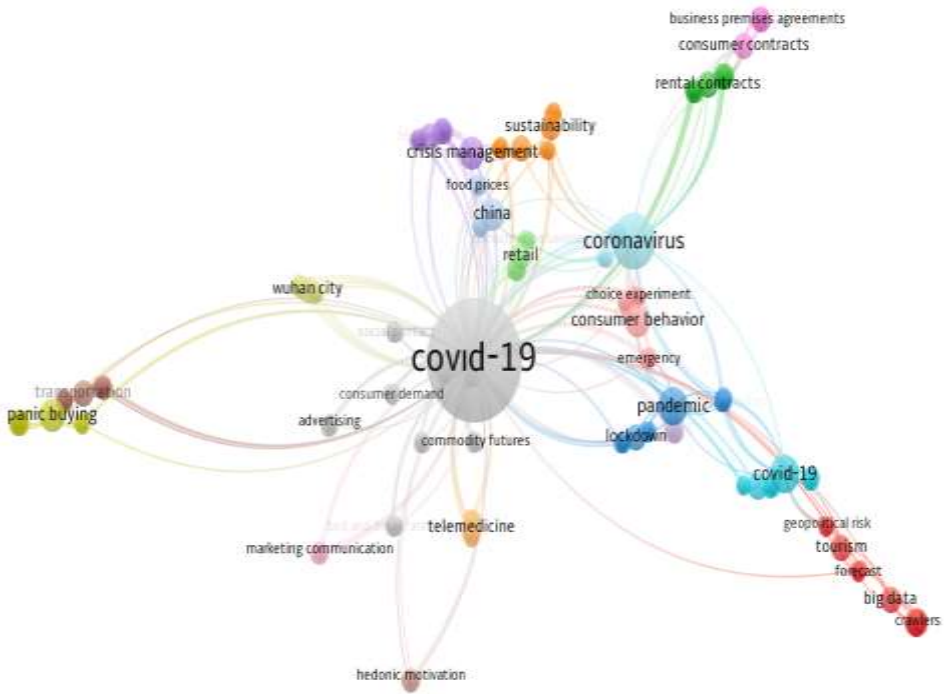 business premises agreements
consumer contracts
rental contracts
sustainability
crisis management
food prices
china
coronavirus
retail
wuhan city
choice experiment
consumer behavior
covid-19
emergency
transportation
consumer demand
pandemic
panic buying
advertising
lockdown
commodity futures
covid-19
geopolitical risk
telemedicine
tourism
marketing communication
forecast
big data
crawlers
hedonic motivation